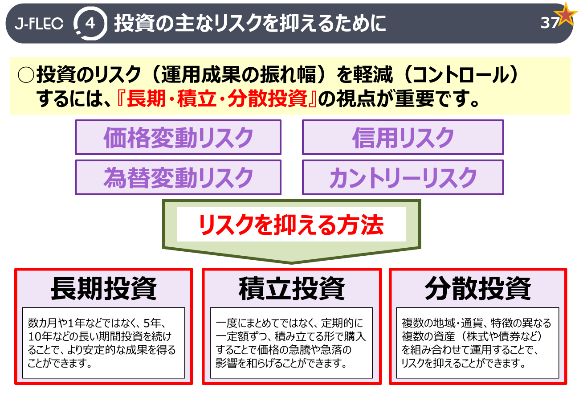 J-FLEC 4 投資の主なリスクを抑えるために 37
○投資のリスク（運用成果の振れ幅）を軽減（コントロール）
するには、『長期・積立・分散投資』の視点が重要です。
価格変動リスク 信用リスク
為替変動リスク カントリーリスク
リスクを抑える方法
長期投資
数カ月や1年などではなく、5年、
10年などの長い期間投資を続け
ることで、より安定的な成果を得る
ことができます。
積立投資
一度にまとめてではなく、定期的に
一定額ずつ、積み立てる形で購入
することで価格の急騰や急落の
影響を和らげることができます。
分散投資
複数の地域・通貨、特徴の異なる
複数の資産（株式や債券など）
を組み合わせて運用することで、
リスクを抑えることができます。